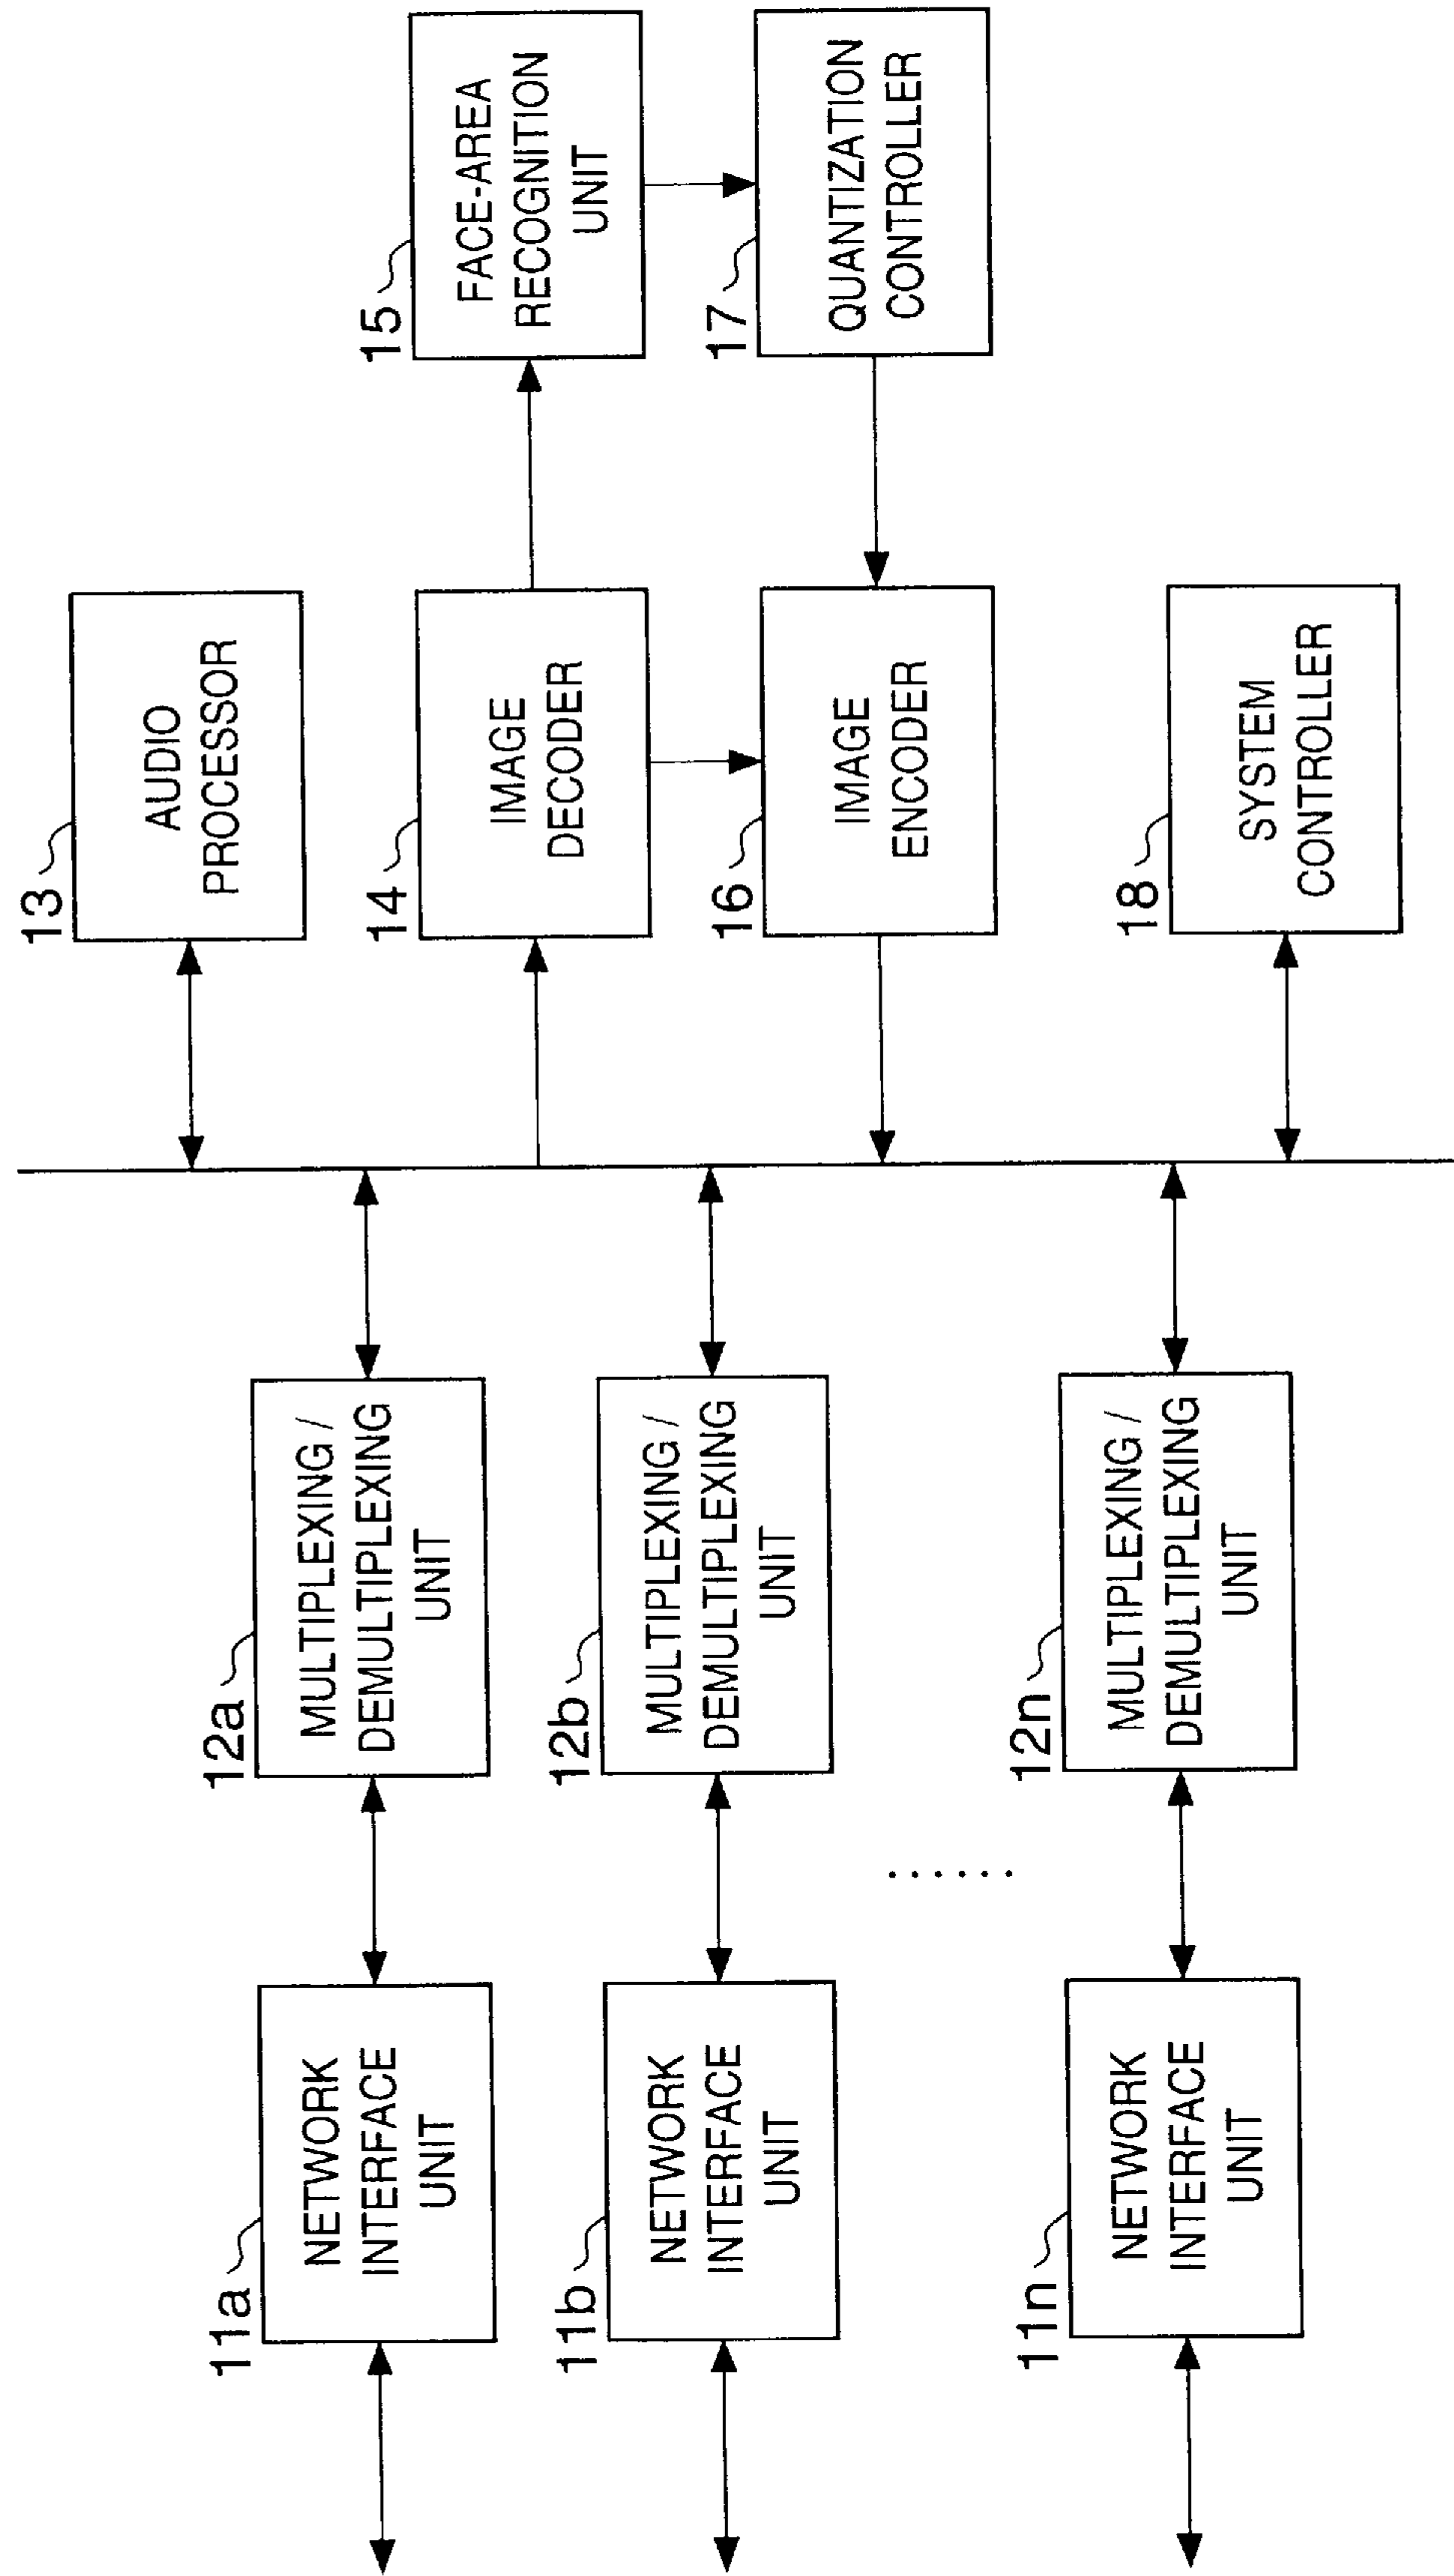 11a
NETWORK
INTERFACE
UNIT
12a
MULTIPLEXING /
DEMULTIPLEXING
UNIT
13
AUDIO
PROCESSOR
11b
NETWORK
INTERFACE
UNIT
12b
MULTIPLEXING /
DEMULTIPLEXING
UNIT
14
IMAGE
DECODER
15
FACE-AREA
RECOGNITION
UNIT
16
IMAGE
ENCODER
17
QUANTIZATION
CONTROLLER
......
11n
NETWORK
INTERFACE
UNIT
12n
MULTIPLEXING /
DEMULTIPLEXING
UNIT
18
SYSTEM
CONTROLLER